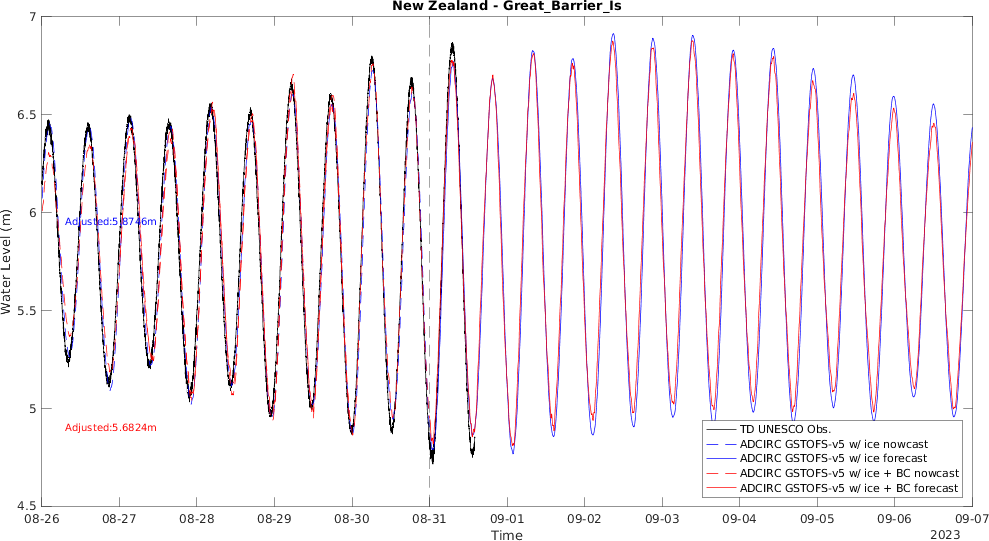 New Zealand - Great_Barrier_Is
7
6.5
6
5.5
5
4.5
Water Level (m)
Adjusted:5.8746m
Adjusted:5.6824m
TD UNESCO Obs.
ADCIRC GSTOFS-v5 w/ ice nowcast
ADCIRC GSTOFS-v5 w/ ice forecast
ADCIRC GSTOFS-v5 w/ ice + BC nowcast
ADCIRC GSTOFS-v5 w/ ice + BC forecast
08-26 08-27 08-28 08-29 08-30 08-31 09-01 09-02 09-03 09-04 09-05 09-06 09-07
Time
2023